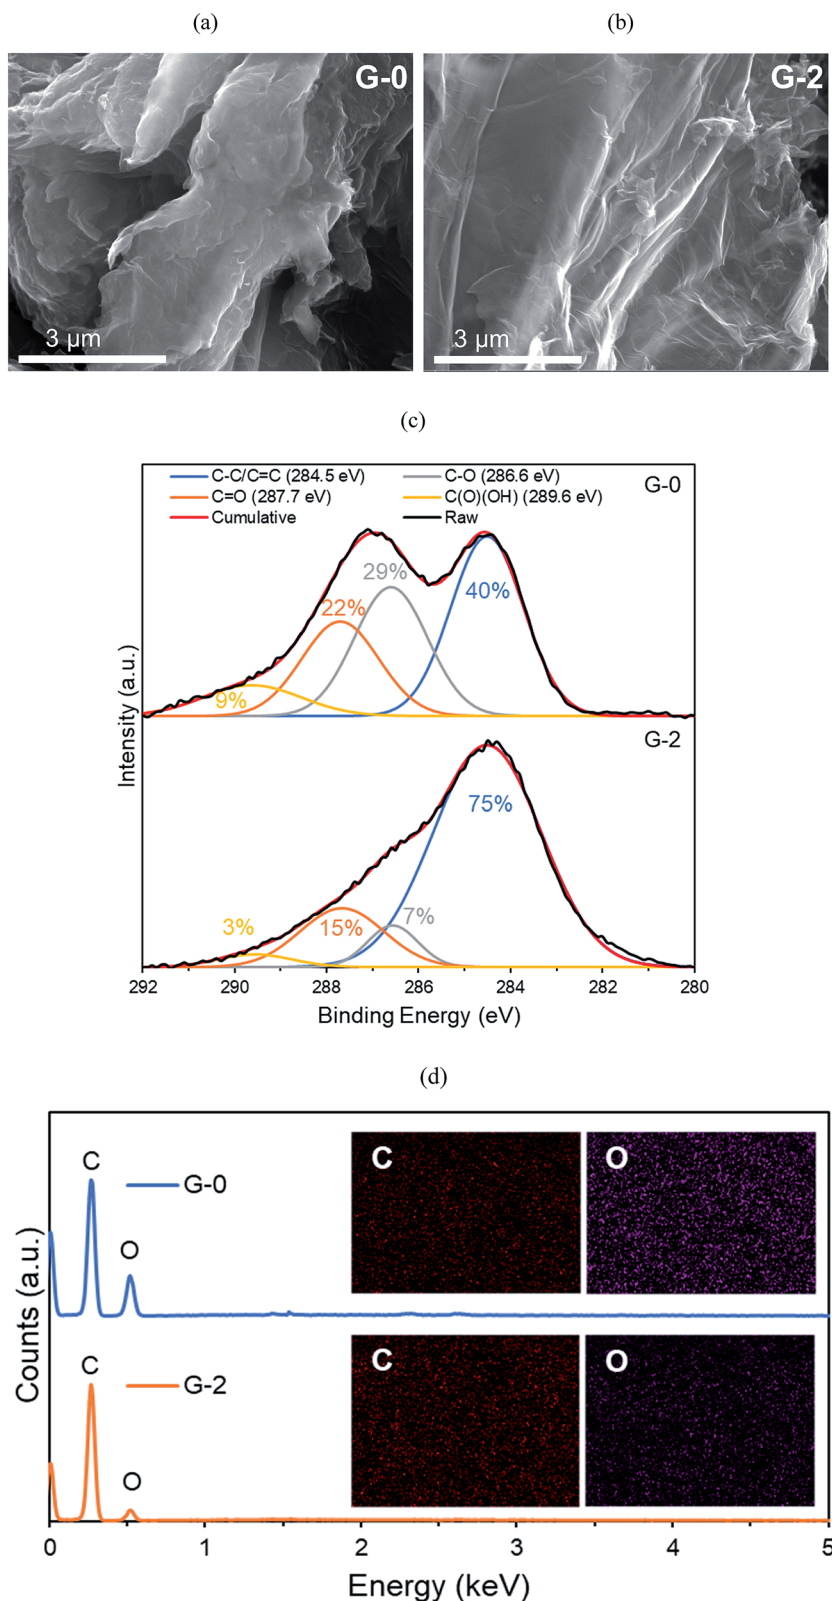 (a) (b)
G-0 G-2
3 µm 3 µm
(c)
C-C/C=C (284.5 eV) C-O (286.6 eV)
G-0
C=O (287.7 eV) C(O)(OH) (289.6 eV)
Cumulative Raw
29%
40%
22%
9%
Intensity (a.u.)
G-2
75%
7%
3%
15%
292 290 288 286 284 282 280
Binding Energy (eV)
(d)
C O
C
G-0
O
Counts (a.u.)
C O
C
G-2
O
0 1 2 3 4 5
Energy (keV)